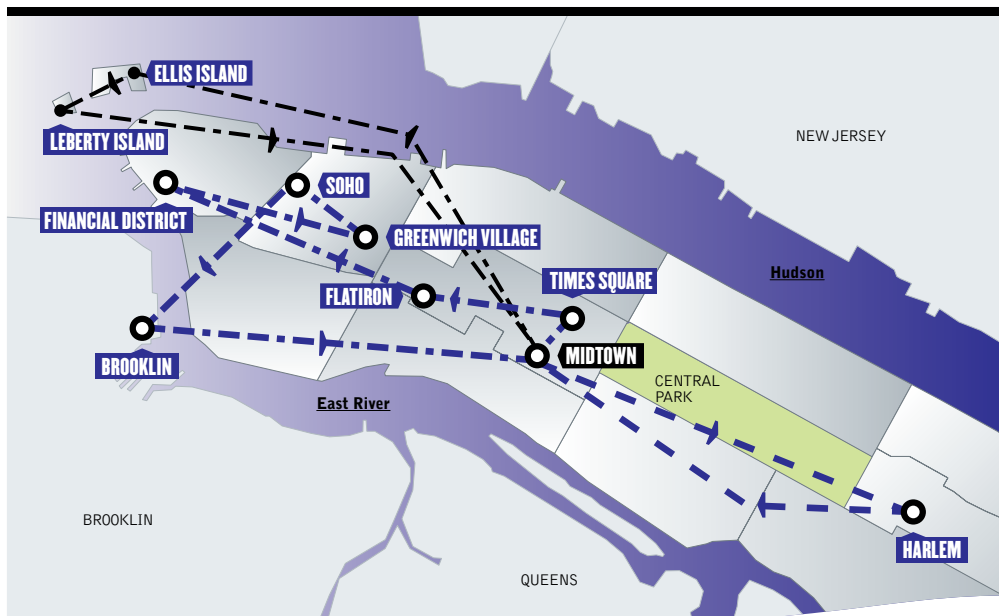 ELLIS ISLAND
LEBERTY ISLAND
NEW JERSEY
SOHO
FINANCIAL DISTRICT
GREENWICH VILLAGE
Hudson
TIMES SQUARE
FLATIRON
MIDTOWN
BROOKLIN
CENTRAL
PARK
East River
BROOKLIN
HARLEM
QUEENS